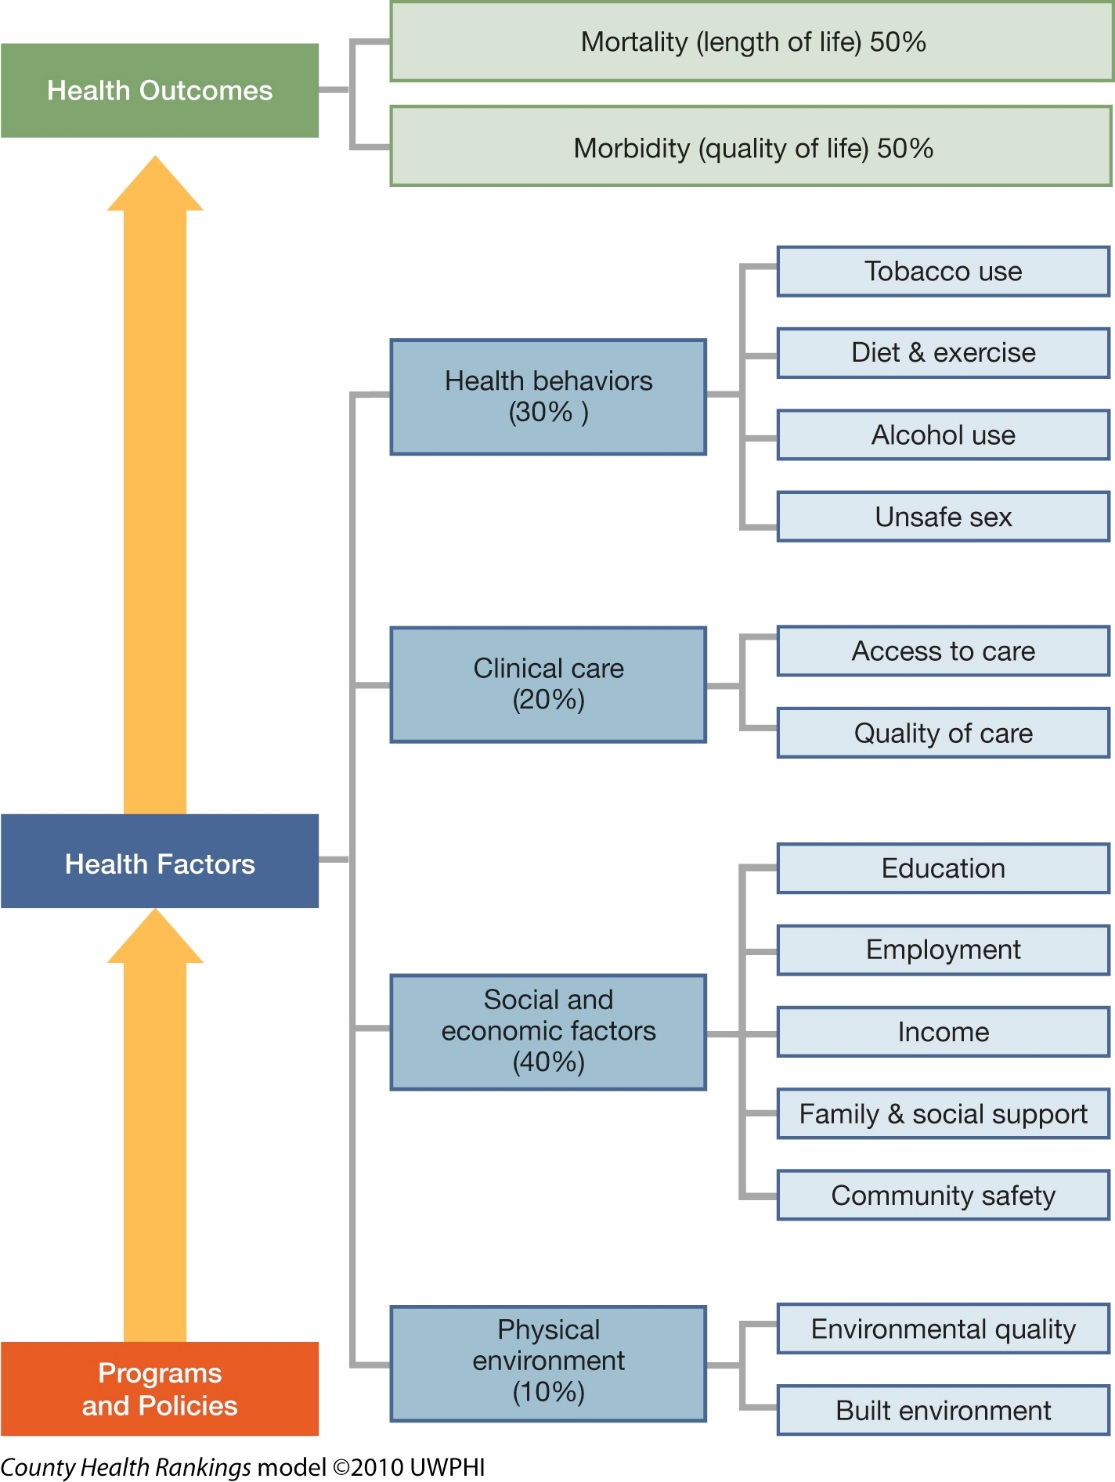 Mortality (length of life) 50%
Health Outcomes
Morbidity (quality of life) 50%
Tobacco use
Diet & exercise
Health behaviors
(30% )
Alcohol use
Unsafe sex
Access to care
Clinical care
(20%)
Quality of care
Health Factors
Education
Employment
Social and
economic factors
(40%)
Income
Family & social support
Community safety
Physical
environment
(10%)
Environmental quality
Built environment
Programs
and Policies
County Health Rankings model ©2010 UWPHI